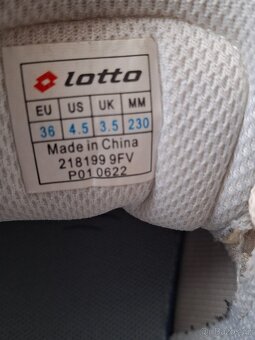 lotto
EU US UK MM
36 4.5 3.5 230
Made in China
218199 9FV
P01 0622